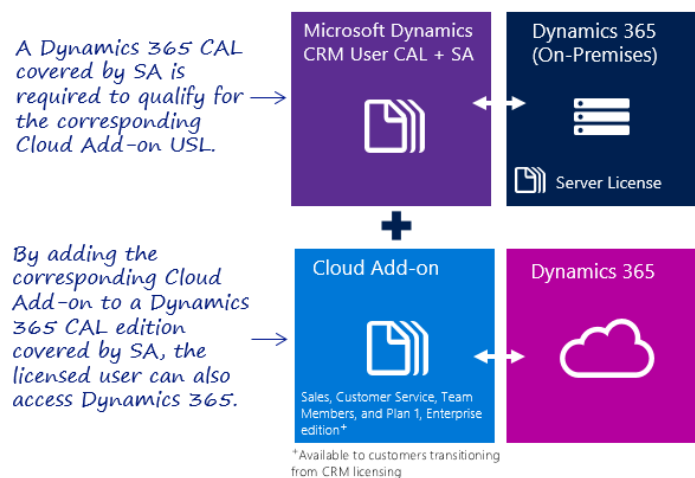 A Dynamics 365 CAL
covered by SA is
required to qualify for
the corresponding
Cloud Add-on USL.
Microsoft Dynamics
CRM User CAL + SA
Dynamics 365
(On-Premises)
Server License
By adding the
corresponding Cloud
Add-on to a Dynamics
365 CAL edition
covered by SA, the
licensed user can also
access Dynamics 365.
Cloud Add-on
Sales, Customer Service, Team
Members, and Plan 1, Enterprise
edition⁺
Dynamics 365
⁺Available to customers transitioning
from CRM licensing